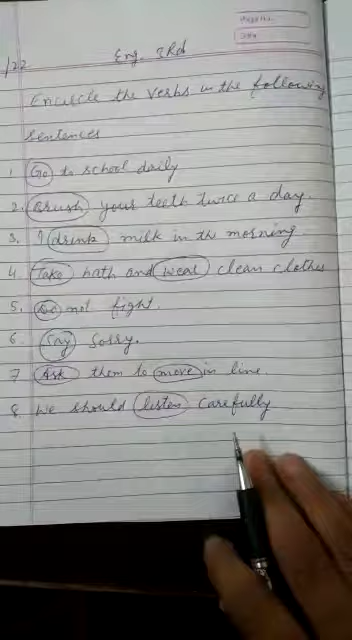 /22
Eng. 3Rd
Encircle the verbs in the following
sentences
1. Go to school daily
2. Brush your teeth twice a day.
3. I drink milk in the morning
4. Take bath and wear clean clothes
5. Do not fight.
6. Say Sorry.
7 Ask them to move in line.
8. We should listen carefully